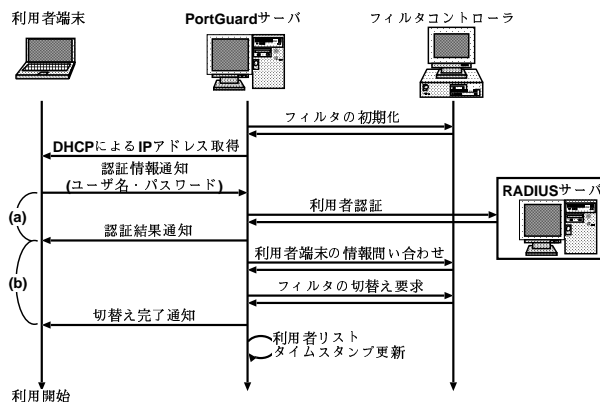 利用者端末
PortGuardサーバ
フィルタコントローラ
フィルタの初期化
DHCPによるIPアドレス取得
認証情報通知
(ユーザ名・パスワード)
(a)
利用者認証
RADIUSサーバ
認証結果通知
(b)
利用者端末の情報問い合わせ
フィルタの切替え要求
切替え完了通知
利用者リスト
タイムスタンプ更新
利用開始